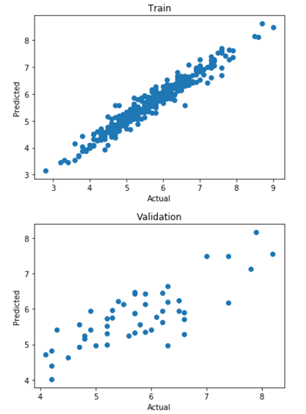 Train
8
7
6
5
4
3
Predicted
3 4 5 6 7 8 9
Actual
Validation
8
7
6
5
4
Predicted
4 5 6 7 8
Actual